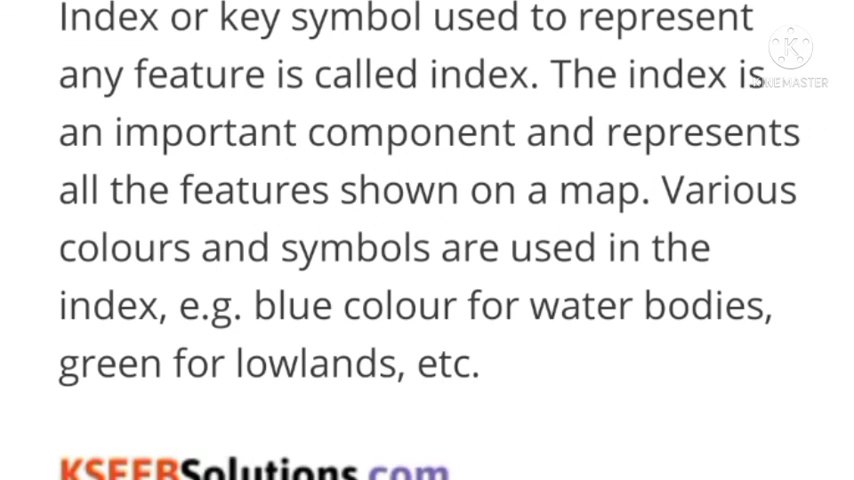 Index or key symbol used to represent
any feature is called index. The index is
KINEMASTER
an important component and represents
all the features shown on a map. Various
colours and symbols are used in the
index, e.g. blue colour for water bodies,
green for lowlands, etc.
KSEEBSolutions.com